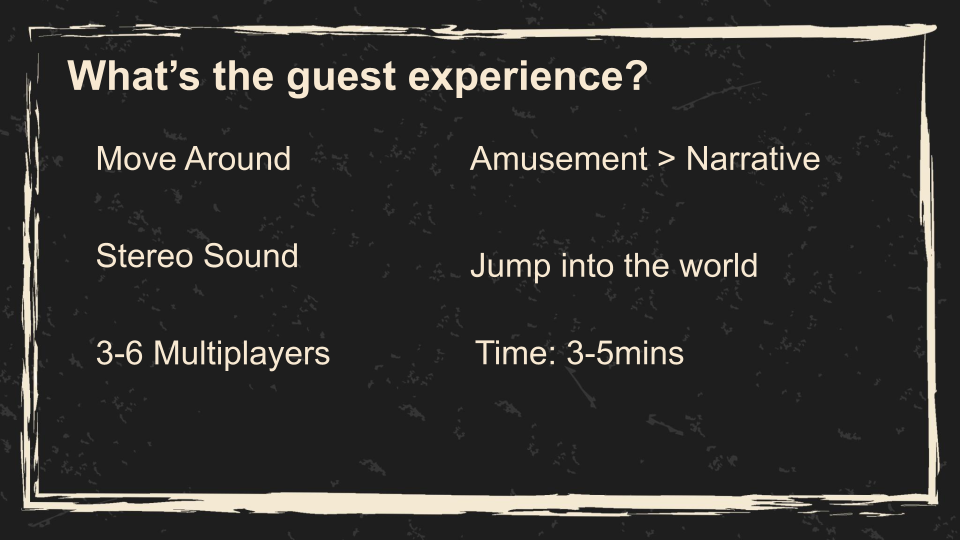 What’s the guest experience?
Move Around
Stereo Sound
3-6 Multiplayers
Amusement > Narrative
Jump into the world
Time: 3-5mins